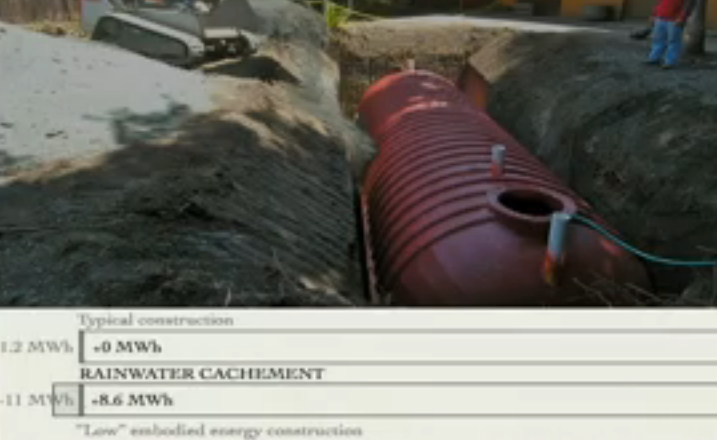 Typical construction
1.2 MWh +0 MWh
RAINWATER CACHEMENT
-11 MWh +8.6 MWh
"Low" embodied energy construction